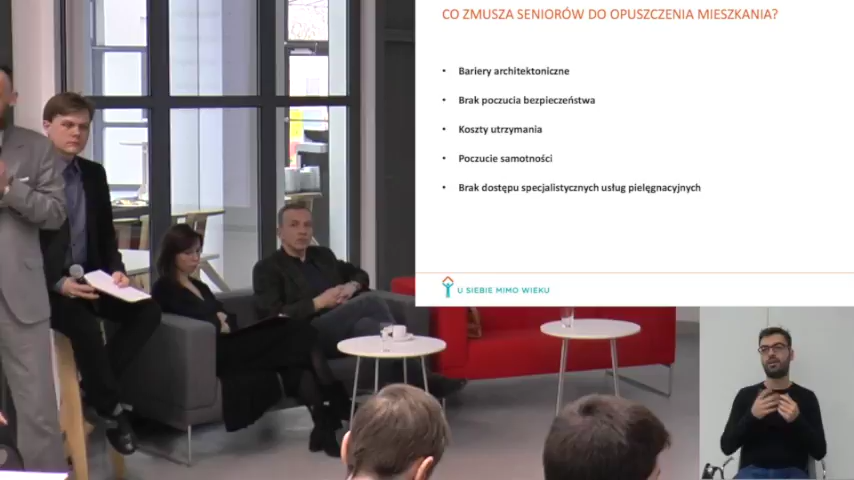 CO ZMUSZA SENIORÓW DO OPUSZCZENIA MIESZKANIA?
• Bariery architektoniczne
• Brak poczucia bezpieczeństwa
• Koszty utrzymania
• Poczucie samotności
• Brak dostępu specjalistycznych usług pielęgnacyjnych
U SIEBIE MIMO WIEKU